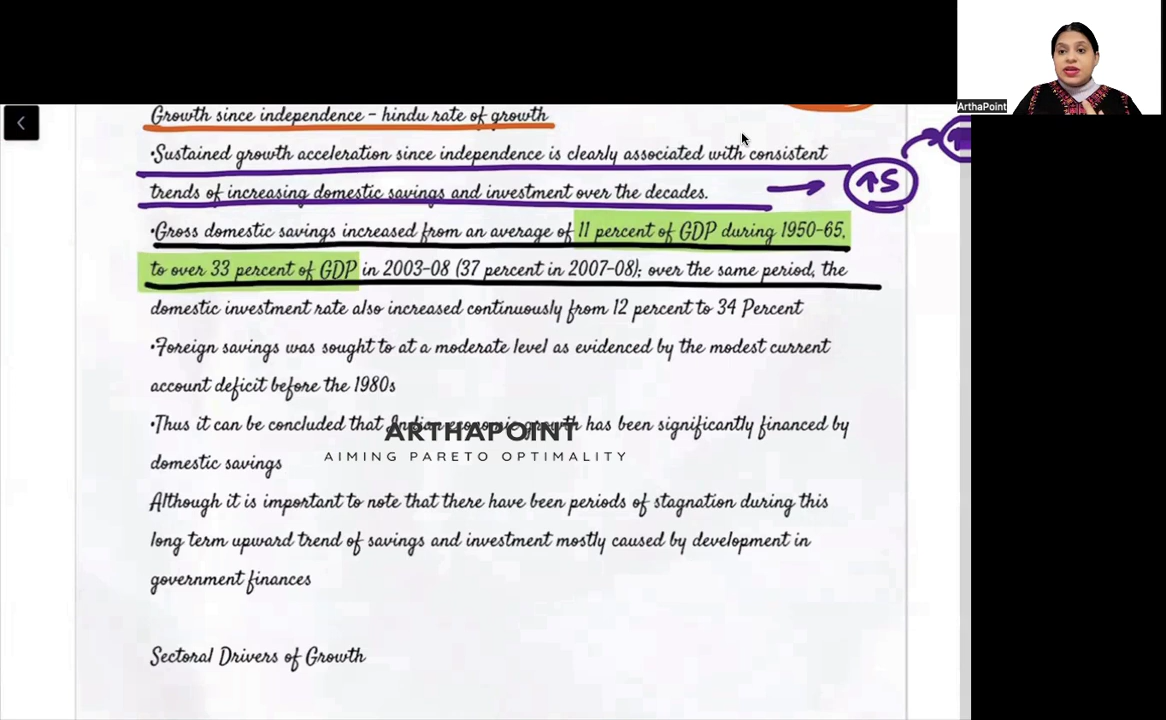 ArthaPoint
Growth since independence – hindu rate of growth
•Sustained growth acceleration since independence is clearly associated with consistent
trends of increasing domestic savings and investment over the decades.
↑S
•Gross domestic savings increased from an average of 11 percent of GDP during 1950-65,
to over 33 percent of GDP in 2003-08 (37 percent in 2007-08); over the same period, the
domestic investment rate also increased continuously from 12 percent to 34 Percent
•Foreign savings was sought to at a moderate level as evidenced by the modest current
account deficit before the 1980s
•Thus it can be concluded that Indian economic growth has been significantly financed by
ARTHAPOINT
AIMING PARETO OPTIMALITY
domestic savings
Although it is important to note that there have been periods of stagnation during this
long term upward trend of savings and investment mostly caused by development in
government finances
Sectoral Drivers of Growth